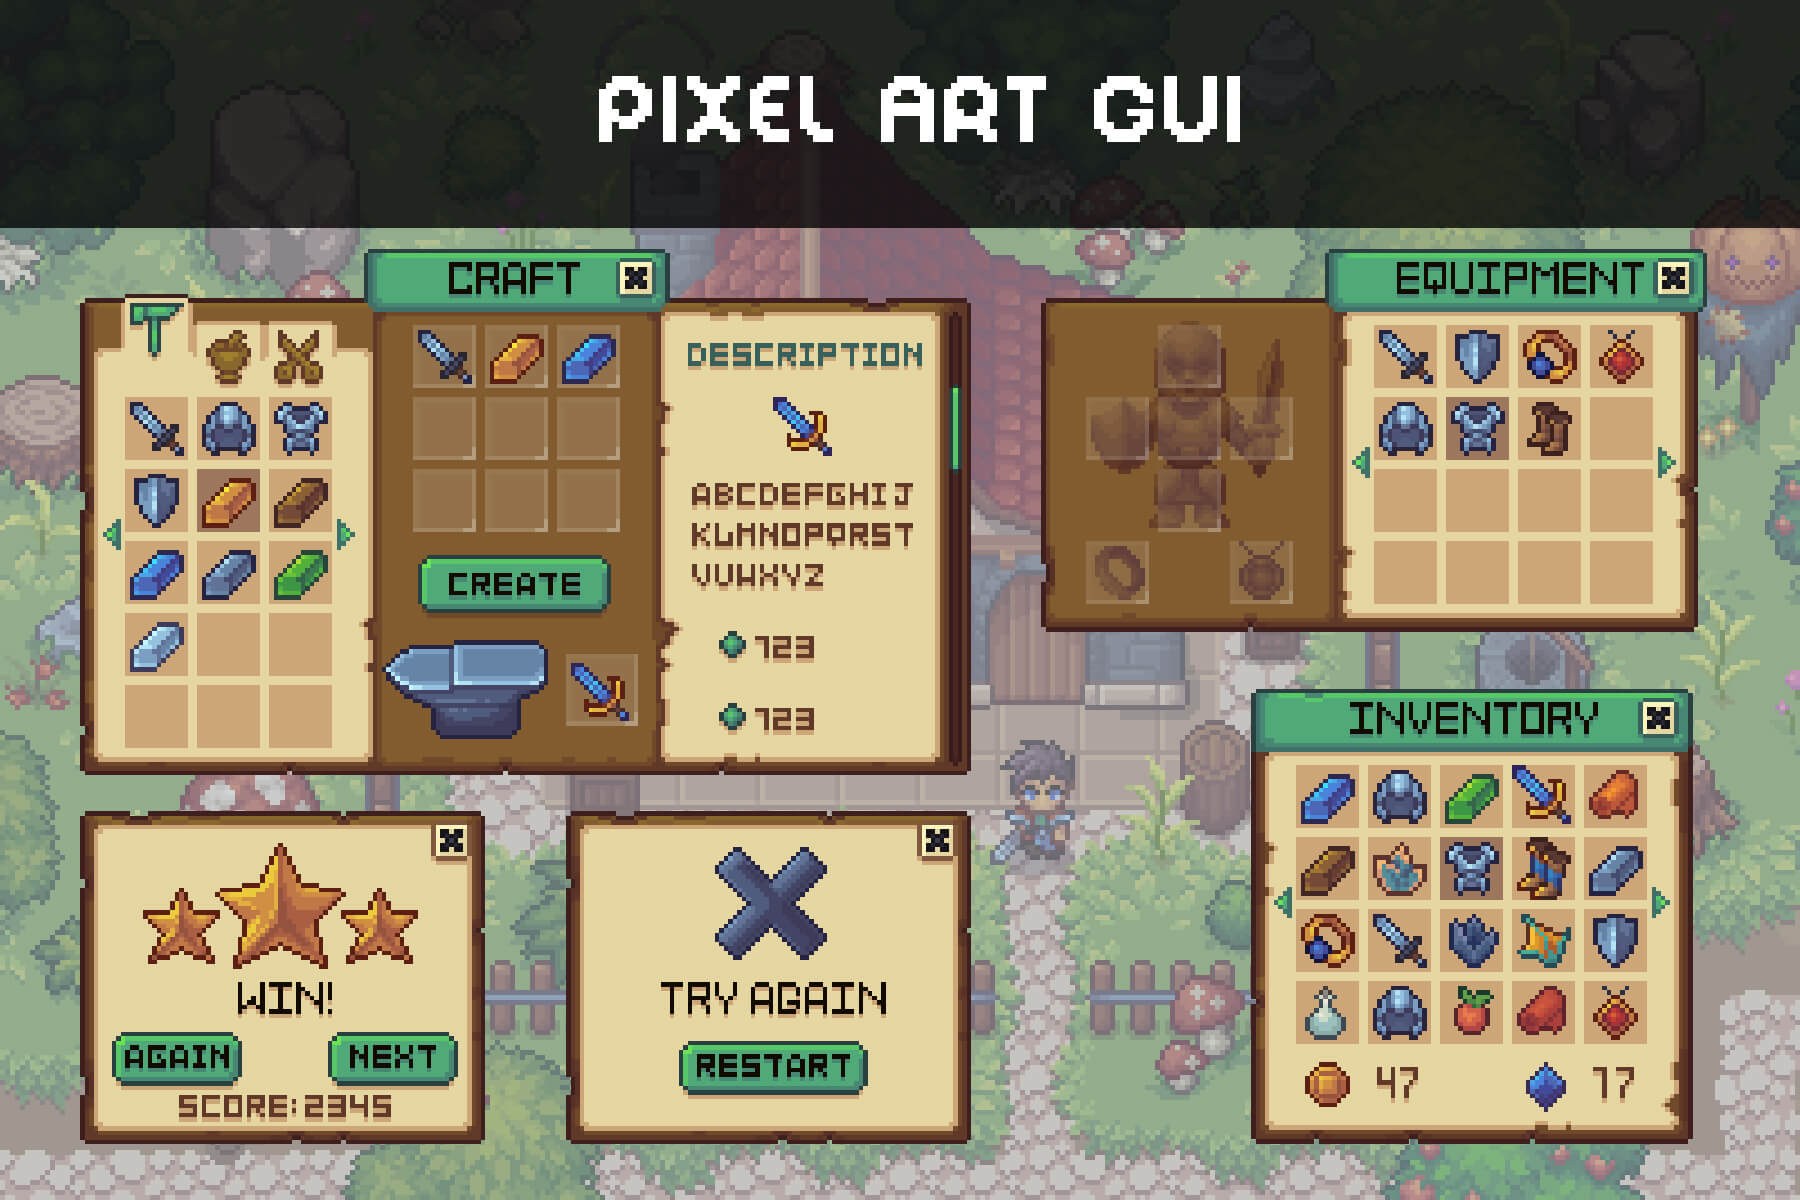 PIXEL ART GUI
CRAFT
DESCRIPTION
ABCDEFGHIJ
KLMNOPQRST
VUWXYZ
123
123
CREATE
EQUIPMENT
INVENTORY
47
17
WIN!
AGAIN
NEXT
SCORE:2345
TRY AGAIN
RESTART